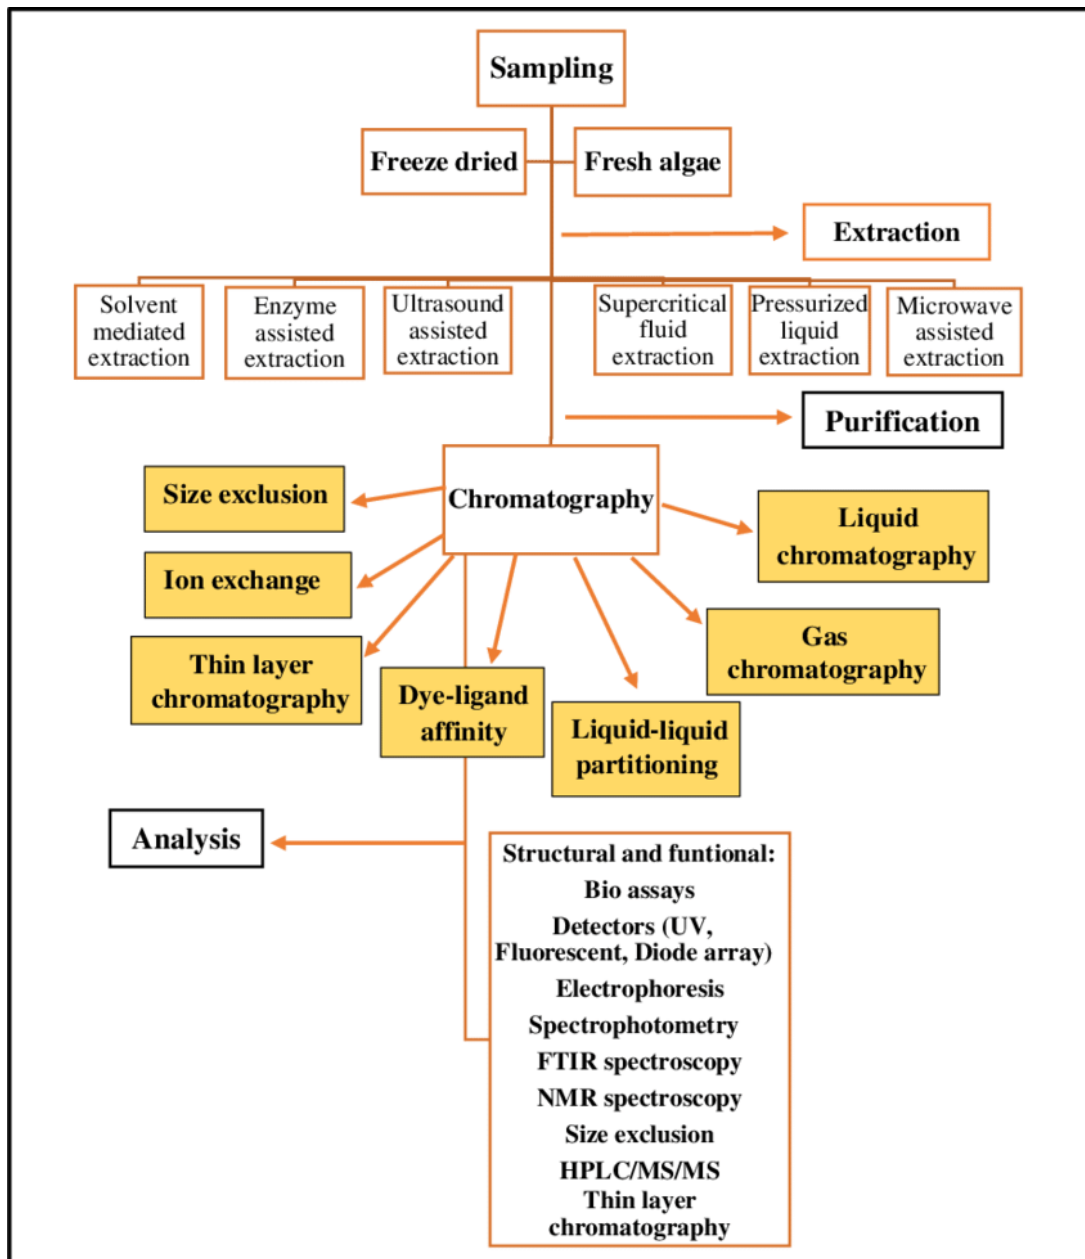 Sampling
Freeze dried
Fresh algae
Extraction
Solvent
mediated
extraction
Enzyme
assisted
extraction
Ultrasound
assisted
extraction
Supercritical
fluid
extraction
Pressurized
liquid
extraction
Microwave
assisted
extraction
Purification
Chromatography
Size exclusion
Ion exchange
Thin layer
chromatography
Dye-ligand
affinity
Liquid-liquid
partitioning
Gas
chromatography
Liquid
chromatography
Analysis
Structural and funtional:
Bio assays
Detectors (UV,
Fluorescent, Diode array)
Electrophoresis
Spectrophotometry
FTIR spectroscopy
NMR spectroscopy
Size exclusion
HPLC/MS/MS
Thin layer
chromatography